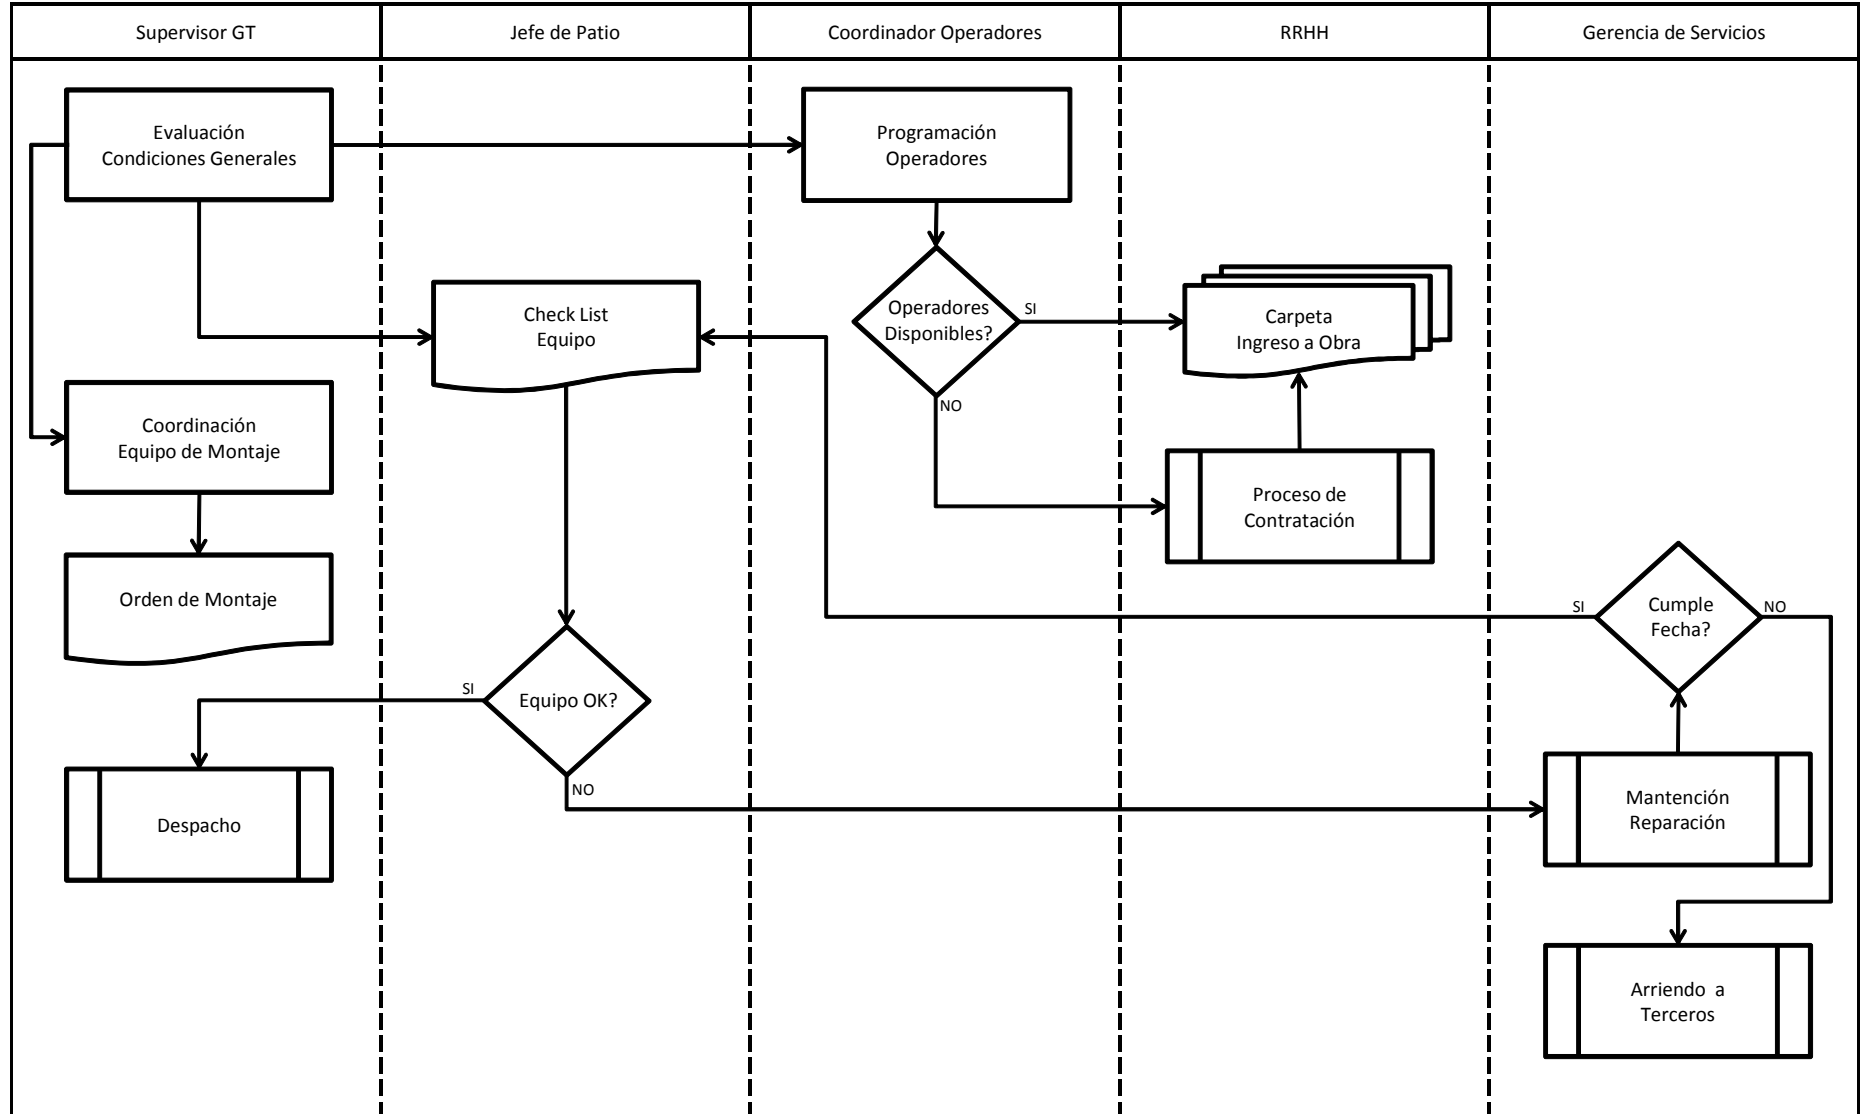 Supervisor GT
Jefe de Patio
Coordinador Operadores
RRHH
Gerencia de Servicios
Evaluación
Condiciones Generales
Programación
Operadores
Check List
Equipo
Operadores
Disponibles?
SI
NO
Carpeta
Ingreso a Obra
Coordinación
Equipo de Montaje
Proceso de
Contratación
Orden de Montaje
SI
Cumple
Fecha?
NO
SI
Equipo OK?
NO
Despacho
Mantención
Reparación
Arriendo a
Terceros